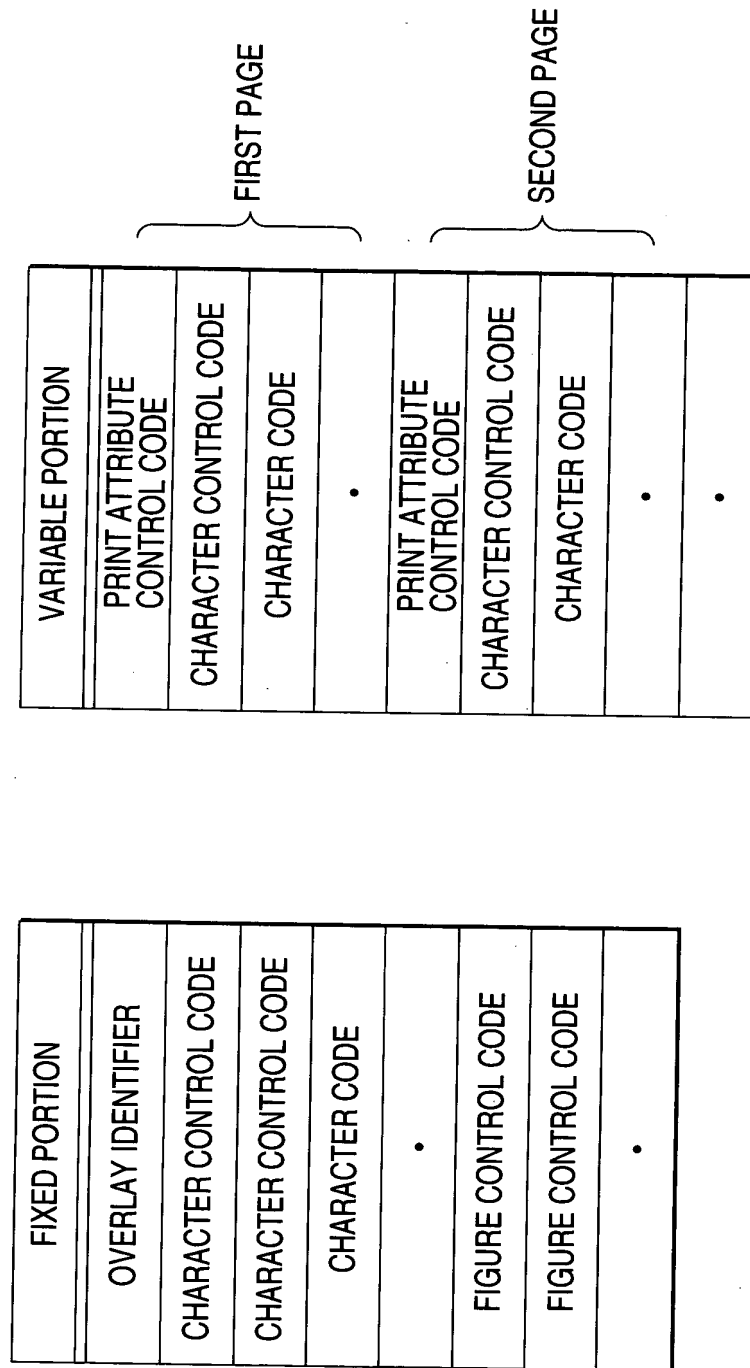 FIXED PORTION
OVERLAY IDENTIFIER
CHARACTER CONTROL CODE
CHARACTER CONTROL CODE
CHARACTER CODE
•
FIGURE CONTROL CODE
FIGURE CONTROL CODE
•
VARIABLE PORTION
PRINT ATTRIBUTE
CONTROL CODE
CHARACTER CONTROL CODE
CHARACTER CODE
•
PRINT ATTRIBUTE
CONTROL CODE
CHARACTER CONTROL CODE
CHARACTER CODE
•
•
FIRST PAGE
SECOND PAGE